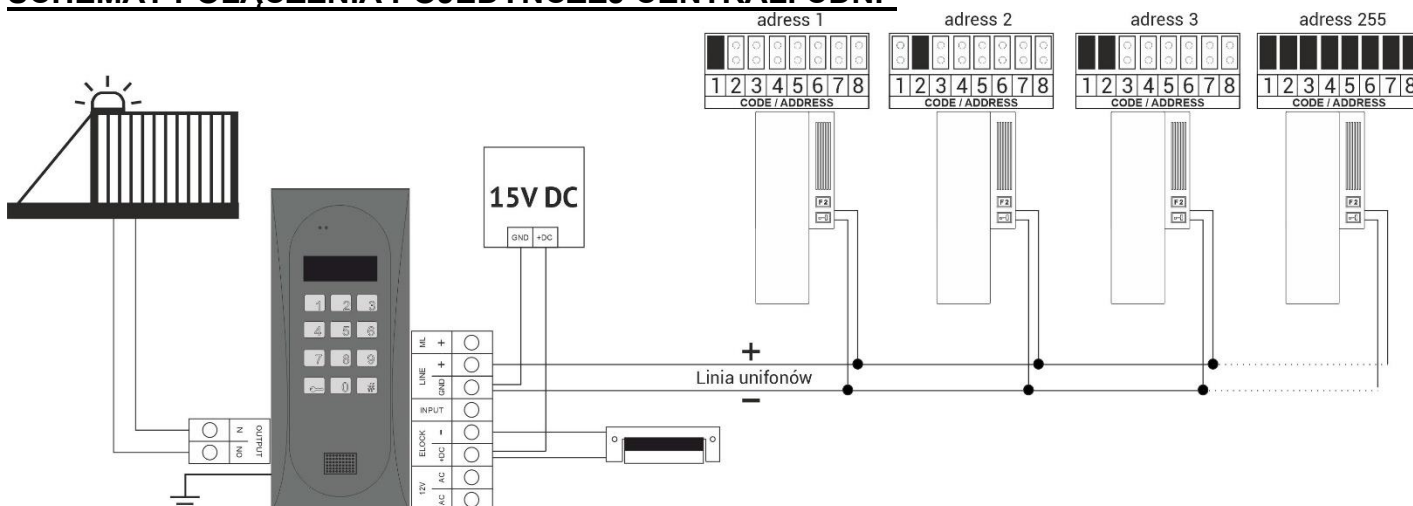 adress 1
adress 2
adress 3
adress 255
1 2 3 4 5 6 7 8
1 2 3 4 5 6 7 8
1 2 3 4 5 6 7 8
1 2 3 4 5 6 7 8
CODE / ADDRESS
CODE / ADDRESS
CODE / ADDRESS
CODE / ADDRESS
15V DC
GND +DC
F2
F2
F2
F2
1 2 3
4 5 6
7 8 9
0 #
ML +
LINE +
GND
INPUT
ELOCK -
+DC
12V AC
AC
N
NO
OUTPUT
+
Linia unifonów
−